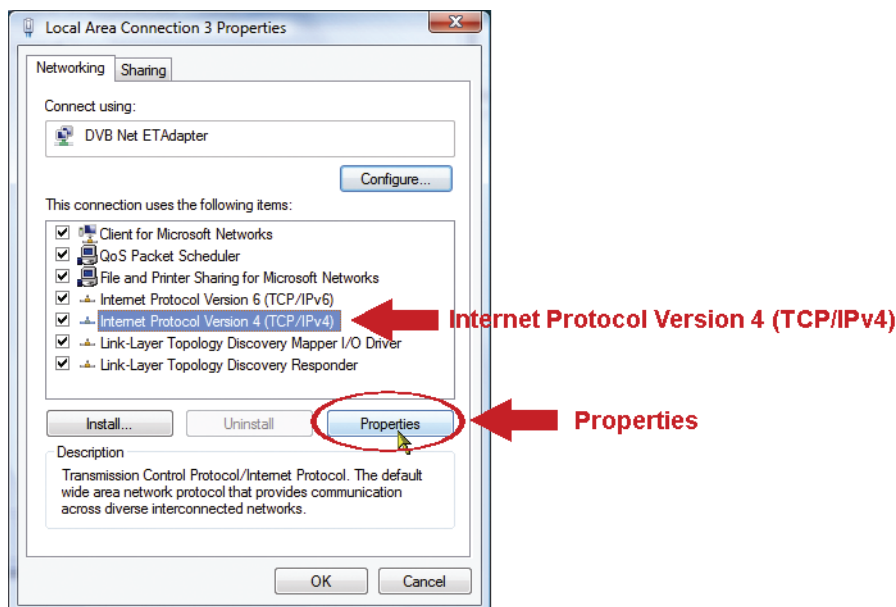 Local Area Connection 3 Properties
Networking
Sharing
Connect using:
DVB Net ETAdapter
Configure...
This connection uses the following items:
Client for Microsoft Networks
QoS Packet Scheduler
File and Printer Sharing for Microsoft Networks
Internet Protocol Version 6 (TCP/IPv6)
Internet Protocol Version 4 (TCP/IPv4)
Internet Protocol Version 4 (TCP/IPv4)
Link-Layer Topology Discovery Mapper I/O Driver
Link-Layer Topology Discovery Responder
Install...
Uninstall
Properties
Properties
Description
Transmission Control Protocol/Internet Protocol. The default
wide area network protocol that provides communication
across diverse interconnected networks.
OK
Cancel